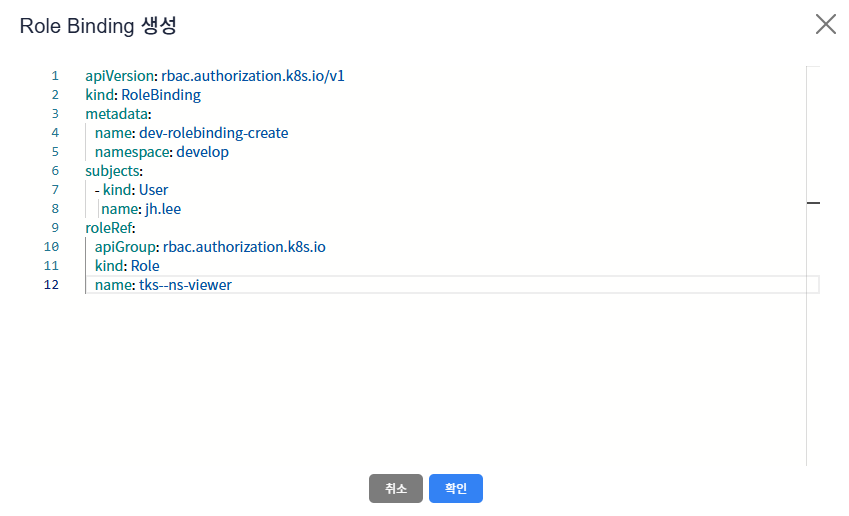 Role Binding 생성
1 apiVersion: rbac.authorization.k8s.io/v1
2 kind: RoleBinding
3 metadata:
4 name: dev-rolebinding-create
5 namespace: develop
6 subjects:
7 - kind: User
8 name: jh.lee
9 roleRef:
10 apiGroup: rbac.authorization.k8s.io
11 kind: Role
12 name: tks--ns-viewer
취소 확인